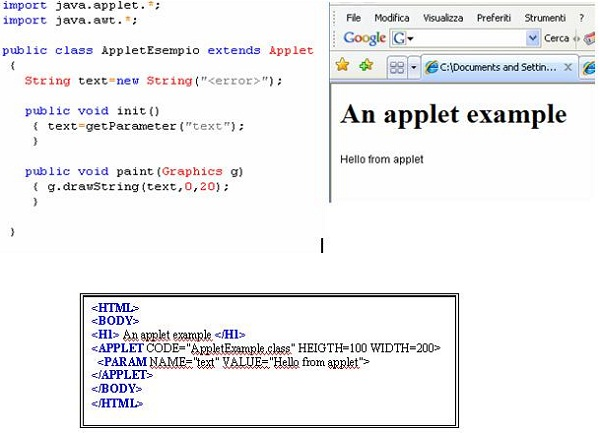 import java.applet.*;
import java.awt.*;
public class AppletEsempio extends Applet
{
String text=new String("<error>");
public void init()
{ text=getParameter("text");
}
public void paint(Graphics g)
{ g.drawString(text,0,20);
}
}
File Modifica Visualizza Preferiti Strumenti ?
Google G Cerca
C:\Documents and Settin...
An applet example
Hello from applet
<HTML>
<BODY>
<H1> An applet example </H1>
<APPLET CODE="AppletExample.class" HEIGTH=100 WIDTH=200>
<PARAM NAME="text" VALUE="Hello from applet">
</APPLET>
</BODY>
</HTML>